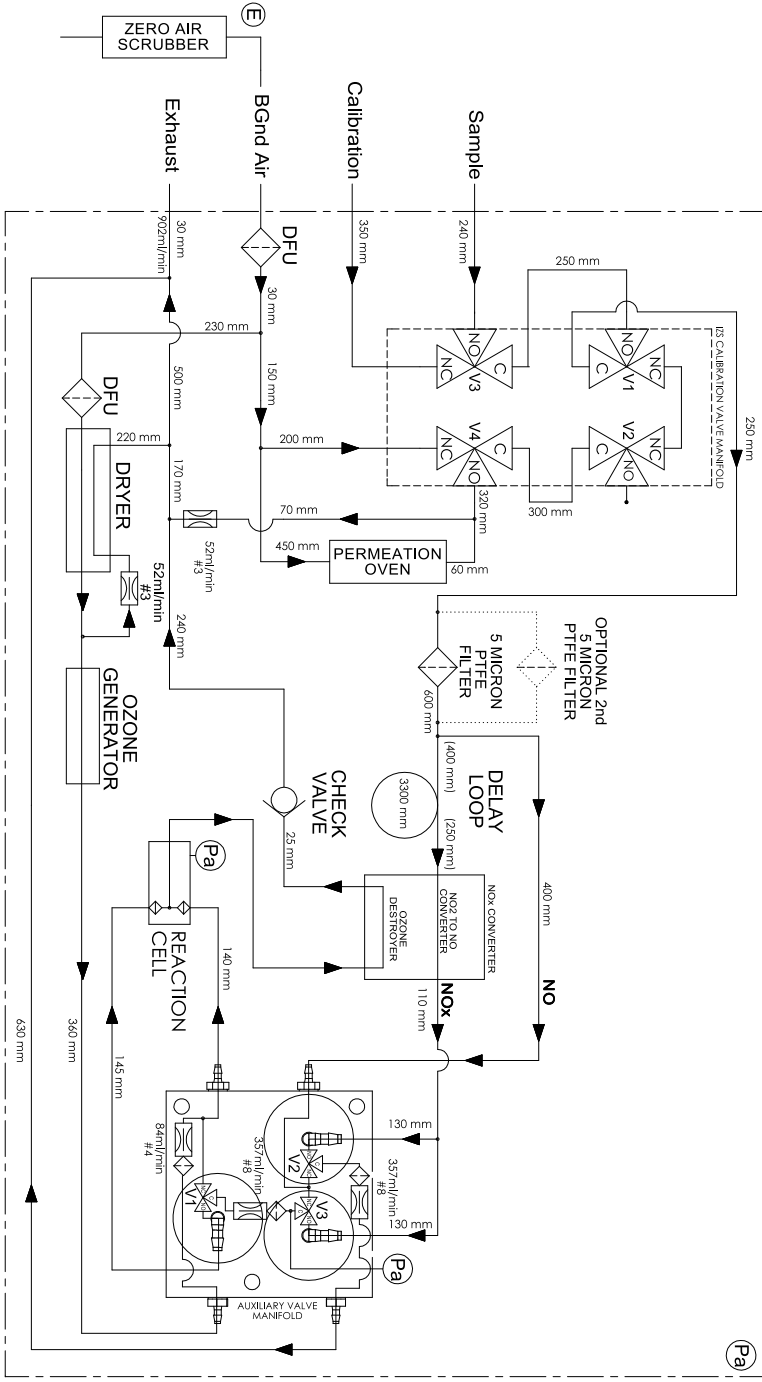 E
ZERO AIR
SCRUBBER
Exhaust
BGnd Air
Calibration
Sample
30 mm
902ml/min
DFU
350 mm
240 mm
30 mm
230 mm
250 mm
250 mm
IZS CALIBRATION VALVE MANIFOLD
NO
NC
C
V3
NO
NC
C
V1
NO
NC
C
V4
NO
NC
C
V2
500 mm
150 mm
DFU
220 mm
170 mm
200 mm
70 mm
320 mm
300 mm
DRYER
52ml/min
#3
52ml/min
#3
450 mm
PERMEATION
OVEN
60 mm
240 mm
OZONE
GENERATOR
5 MICRON
PTFE
FILTER
OPTIONAL 2nd
5 MICRON
PTFE FILTER
600 mm
(400 mm)
DELAY
LOOP
3300 mm
(250 mm)
CHECK
VALVE
25 mm
400 mm
NOx CONVERTER
NO2 TO NO
CONVERTER
OZONE
DESTROYER
NOx
110 mm
NO
Pa
REACTION
CELL
140 mm
145 mm
360 mm
630 mm
130 mm
130 mm
84ml/min
#4
357ml/min
#8
357ml/min
#8
V1
C
NO
NC
V2
C
NO
NC
V3
C
NO
NC
Pa
AUXILIARY VALVE
MANIFOLD
Pa